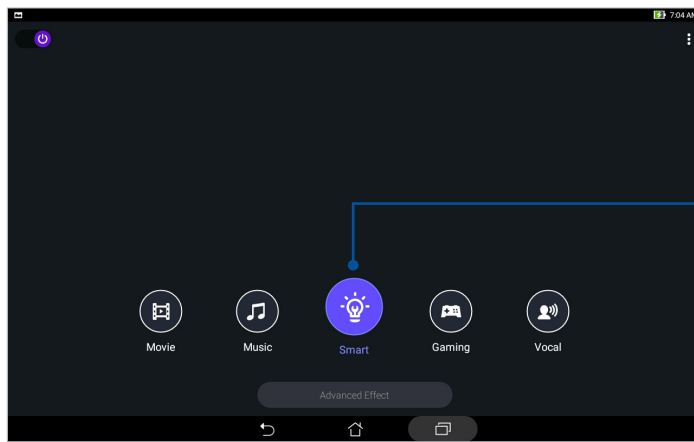 7:04 AM
Movie
Music
Smart
Gaming
Vocal
Advanced Effect